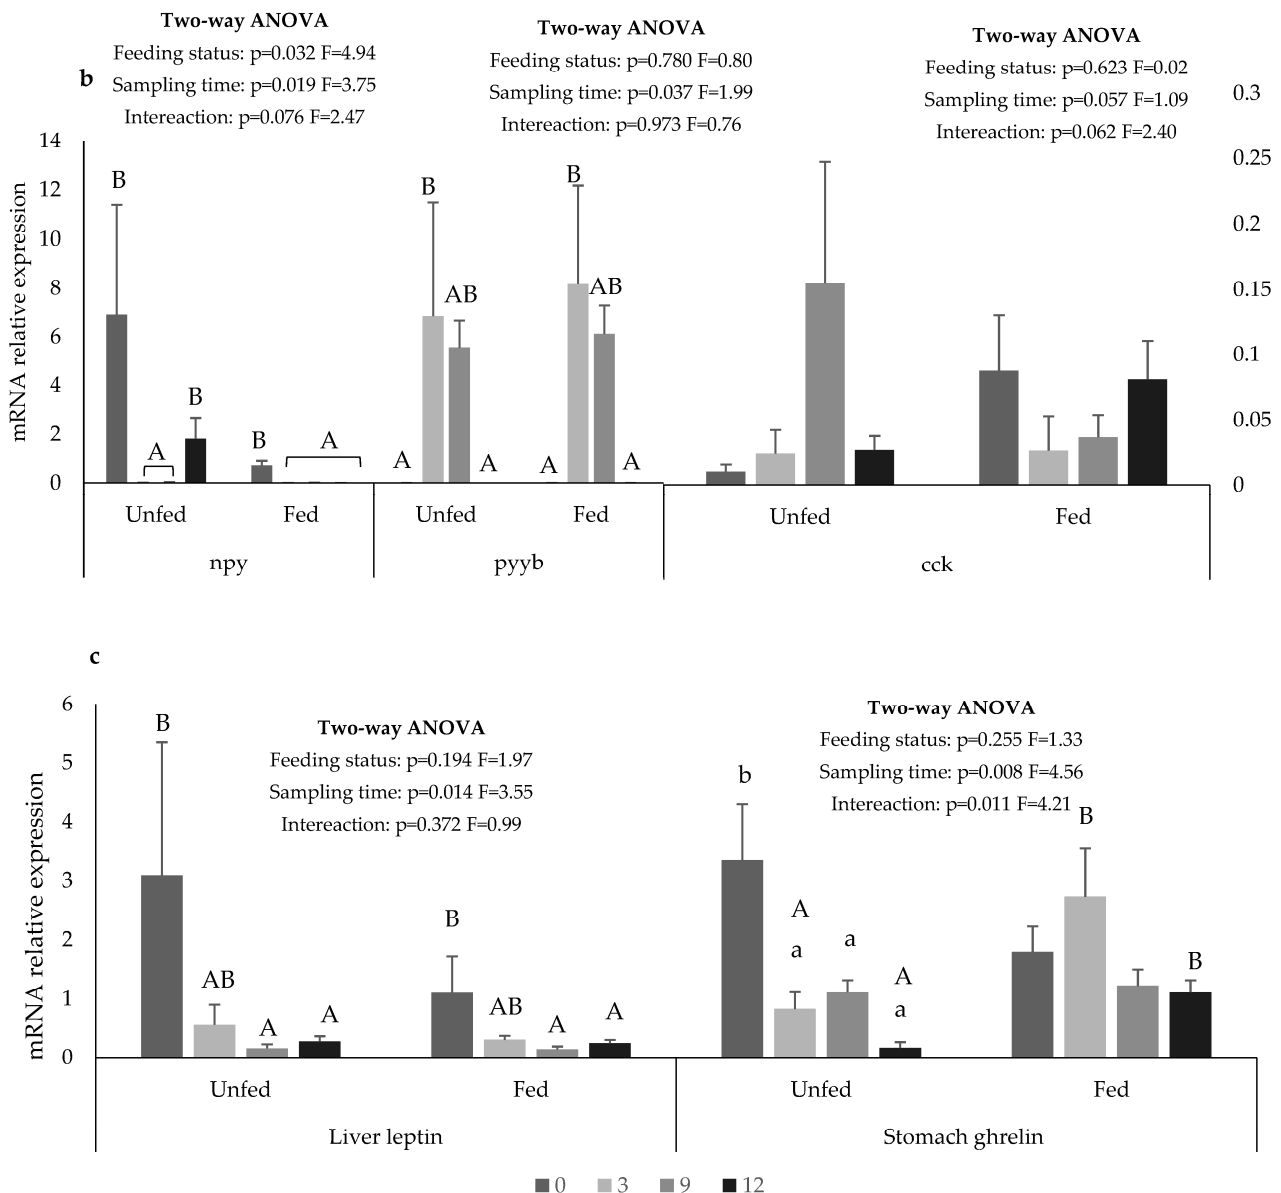 Two-way ANOVA
Feeding status: p=0.032 F=4.94
Sampling time: p=0.019 F=3.75
Intereaction: p=0.076 F=2.47
Two-way ANOVA
Feeding status: p=0.780 F=0.80
Sampling time: p=0.037 F=1.99
Intereaction: p=0.973 F=0.76
Two-way ANOVA
Feeding status: p=0.623 F=0.02
Sampling time: p=0.057 F=1.09
Intereaction: p=0.062 F=2.40
b
mRNA relative expression
14
12
10
8
6
4
2
0
B
A
B
B
A
A
B
AB
A
A
B
AB
A
0.3
0.25
0.2
0.15
0.1
0.05
0
Unfed Fed Unfed Fed Unfed Fed
npy pyyb cck
c
mRNA relative expression
6
5
4
3
2
1
0
Two-way ANOVA
Feeding status: p=0.194 F=1.97
Sampling time: p=0.014 F=3.55
Intereaction: p=0.372 F=0.99
Two-way ANOVA
Feeding status: p=0.255 F=1.33
Sampling time: p=0.008 F=4.56
Intereaction: p=0.011 F=4.21
B
AB
A
A
B
AB
A
A
b
A
a
a
A
a
B
B
Unfed Fed Unfed Fed
Liver leptin Stomach ghrelin
0 3 9 12